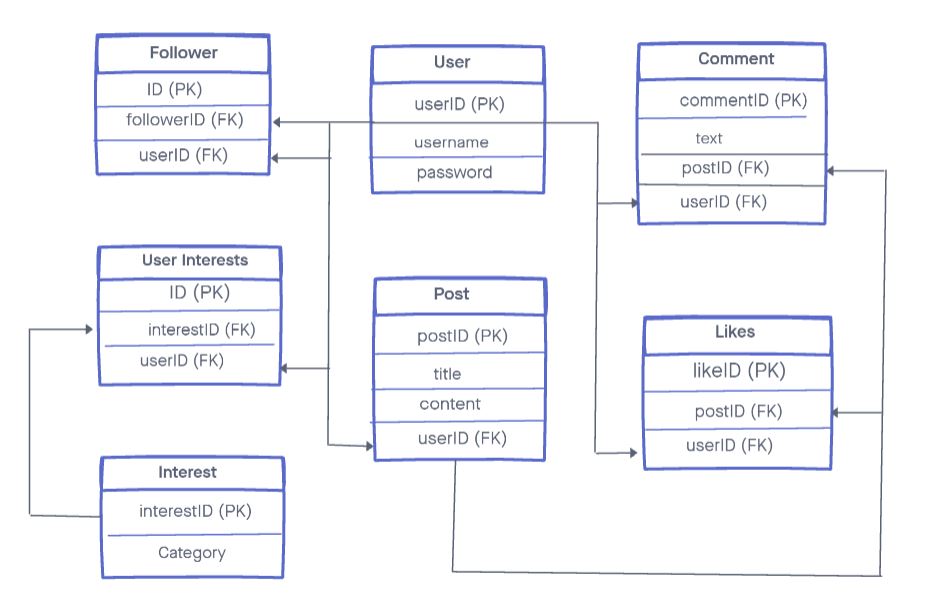 Follower
ID (PK)
followerID (FK)
userID (FK)
User
userID (PK)
username
password
Comment
commentID (PK)
text
postID (FK)
userID (FK)
User Interests
ID (PK)
interestID (FK)
userID (FK)
Post
postID (PK)
title
content
userID (FK)
Likes
likeID (PK)
postID (FK)
userID (FK)
Interest
interestID (PK)
Category